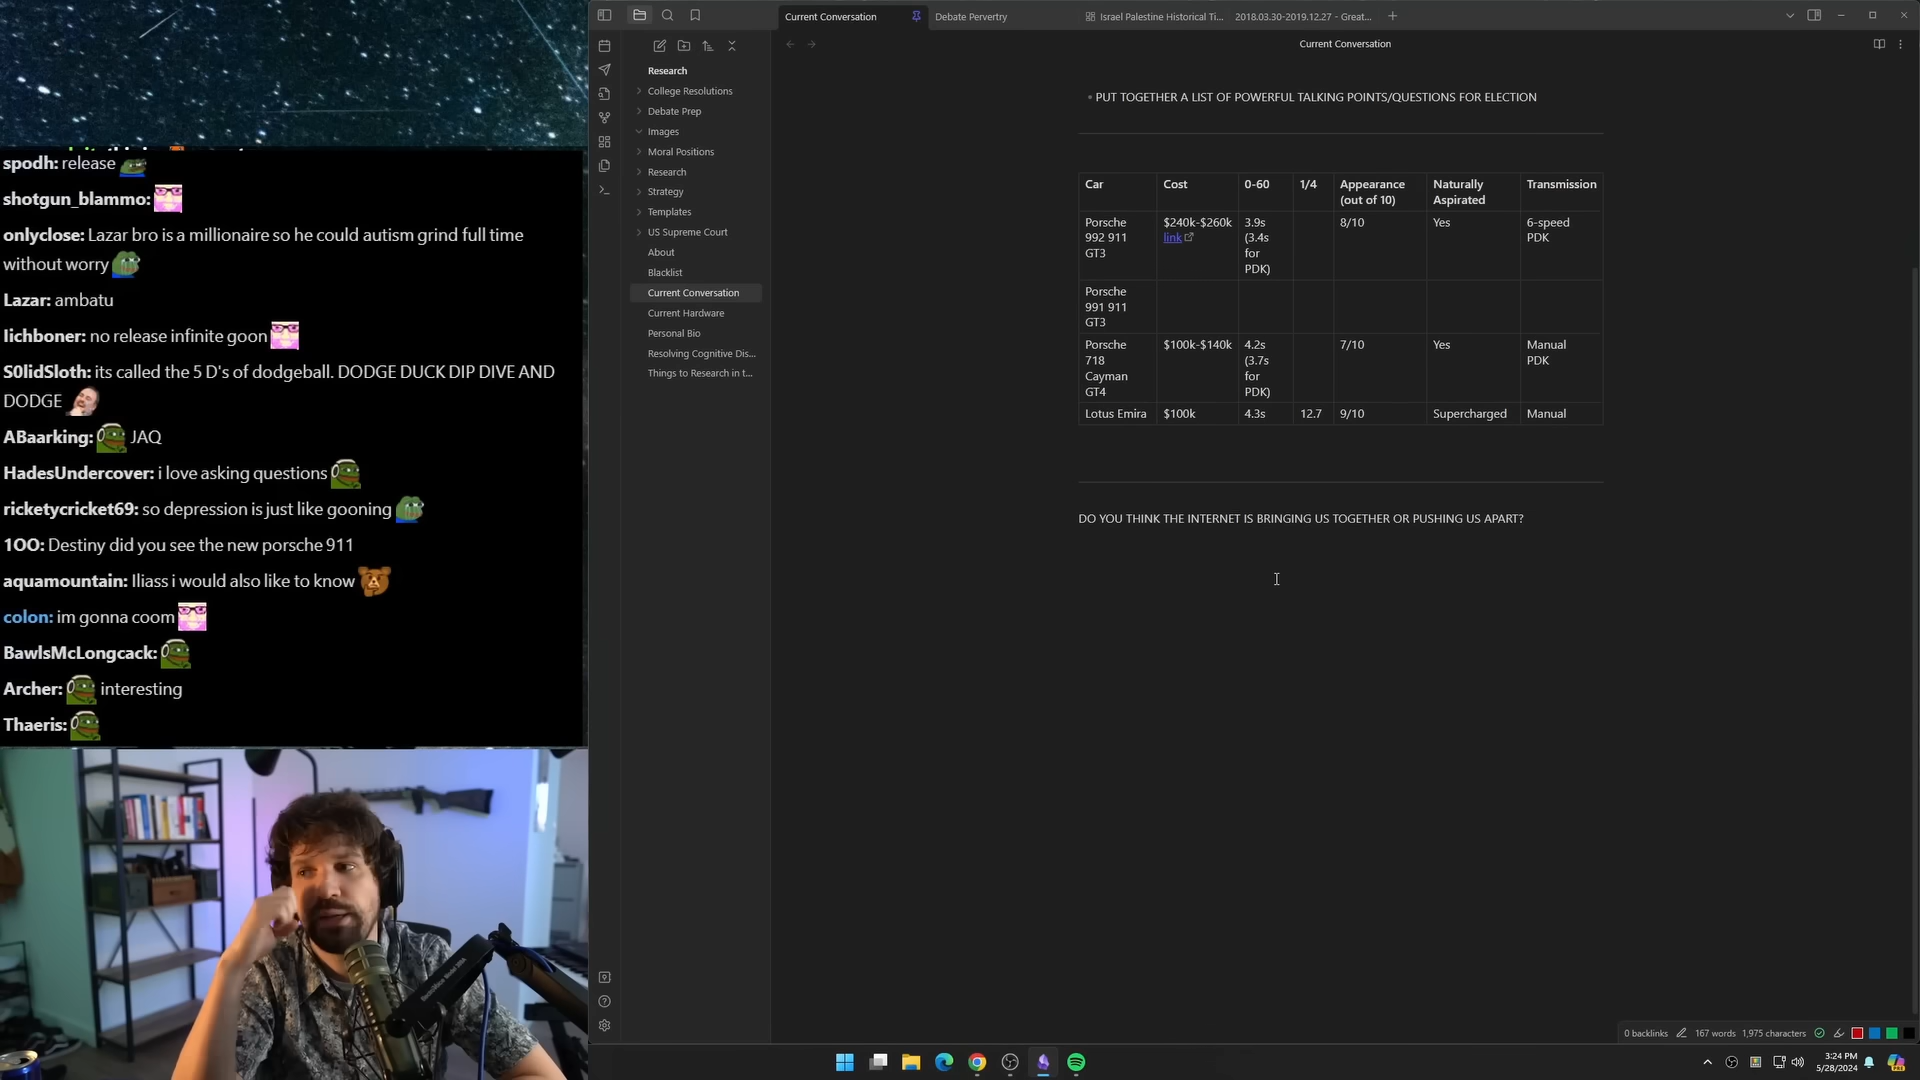 spodh: release
shotgun_blammo:
onlyclose: Lazar bro is a millionaire so he could autism grind full time
without worry
Lazar: ambatu
lichboner: no release infinite goon
S0lidSloth: its called the 5 D's of dodgeball. DODGE DUCK DIP DIVE AND
DODGE
ABaarking: JAQ
HadesUndercover: i love asking questions
ricketycricket69: so depression is just like gooning
1OO: Destiny did you see the new porsche 911
aquamountain: Iliass i would also like to know
colon: im gonna coom
BawlsMcLongcack:
Archer: interesting
Thaeris:
Research
College Resolutions
Debate Prep
Images
Moral Positions
Research
Strategy
Templates
US Supreme Court
About
Blacklist
Current Conversation
Current Hardware
Personal Bio
Resolving Cognitive Dis...
Things to Research in t...
Current Conversation
Debate Pervertry
Israel Palestine Historical Ti...
2018.03.30-2019.12.27 - Great...
Current Conversation
PUT TOGETHER A LIST OF POWERFUL TALKING POINTS/QUESTIONS FOR ELECTION
Car Cost 0-60 1/4 Appearance (out of 10) Naturally Aspirated Transmission
Porsche 992 911 GT3 $240k-$260k link 3.9s (3.4s for PDK) 8/10 Yes 6-speed PDK
Porsche 991 911 GT3
Porsche 718 Cayman GT4 $100k-$140k 4.2s (3.7s for PDK) 7/10 Yes Manual PDK
Lotus Emira $100k 4.3s 12.7 9/10 Supercharged Manual
DO YOU THINK THE INTERNET IS BRINGING US TOGETHER OR PUSHING US APART?
0 backlinks 167 words 1,975 characters
3:24 PM
5/28/2024